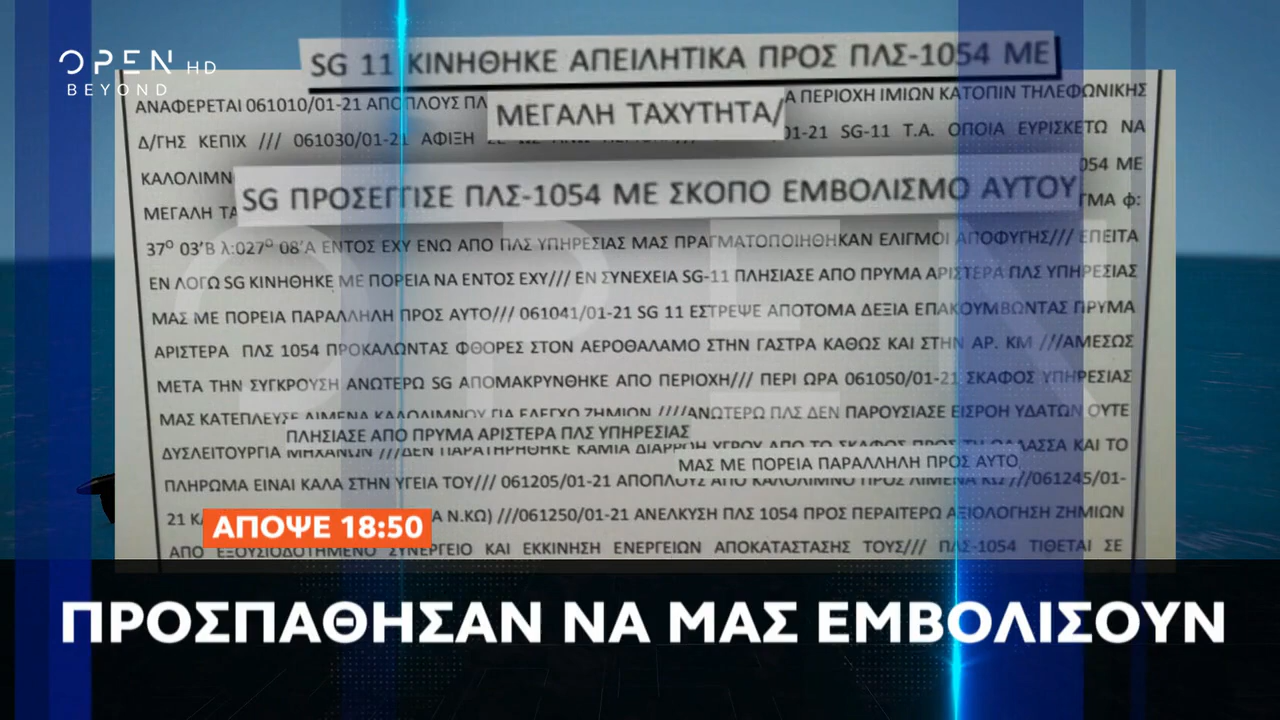 OPEN HD
BEYOND
SG 11 ΚΙΝΗΘΗΚΕ ΑΠΕΙΛΗΤΙΚΑ ΠΡΟΣ ΠΛΣ-1054 ΜΕ
ΑΝΑΦΕΡΕΤΑΙ 061010/01-21 ΑΠΟΠΛΟΥΣ ΠΛ
ΜΕΓΑΛΗ ΤΑΧΥΤΗΤΑ/
Α ΠΕΡΙΟΧΗ ΙΜΙΩΝ ΚΑΤΟΠΙΝ ΤΗΛΕΦΩΝΙΚΗΣ
Δ/ΓΗΣ ΚΕΠΙΧ /// 061030/01-21 ΑΦΙΞΗ 01-21 SG-11 Τ.Α. ΟΠΟΙΑ ΕΥΡΙΣΚΕΤΩ ΝΑ
ΚΑΛΟΛΙΜΝ 054 ΜΕ
SG ΠΡΟΣΕΓΓΙΣΕ ΠΛΣ-1054 ΜΕ ΣΚΟΠΟ ΕΜΒΟΛΙΣΜΟ ΑΥΤΟΥ
ΜΕΓΑΛΗ ΤΑ ΓΜΑ φ:
37⁰ 03'Β λ:027⁰ 08'Α ΕΝΤΟΣ ΕΧΥ ΕΝΩ ΑΠΟ ΠΛΣ ΥΠΗΡΕΣΙΑΣ ΜΑΣ ΠΡΑΓΜΑΤΟΠΟΙΗΘΗΚΑΝ ΕΛΙΓΜΟΙ ΑΠΟΦΥΓΗΣ/// ΕΠΕΙΤΑ
ΕΝ ΛΟΓΩ SG ΚΙΝΗΘΗΚΕ ΜΕ ΠΟΡΕΙΑ ΝΑ ΕΝΤΟΣ ΕΧΥ/// ΕΝ ΣΥΝΕΧΕΙΑ SG-11 ΠΛΗΣΙΑΣΕ ΑΠΟ ΠΡΥΜΑ ΑΡΙΣΤΕΡΑ ΠΛΣ ΥΠΗΡΕΣΙΑΣ
ΜΑΣ ΜΕ ΠΟΡΕΙΑ ΠΑΡΑΛΛΗΛΗ ΠΡΟΣ ΑΥΤΟ/// 061041/01-21 SG 11 ΕΣΤΡΕΨΕ ΑΠΟΤΟΜΑ ΔΕΞΙΑ ΕΠΑΚΟΥΜΒΩΝΤΑΣ ΠΡΥΜΑ
ΑΡΙΣΤΕΡΑ ΠΛΣ 1054 ΠΡΟΚΑΛΩΝΤΑΣ ΦΘΟΡΕΣ ΣΤΟΝ ΑΕΡΟΘΑΛΑΜΟ ΣΤΗΝ ΓΑΣΤΡΑ ΚΑΘΩΣ ΚΑΙ ΣΤΗΝ ΑΡ. ΚΜ ///ΑΜΕΣΩΣ
ΜΕΤΑ ΤΗΝ ΣΥΓΚΡΟΥΣΗ ΑΝΩΤΕΡΩ SG ΑΠΟΜΑΚΡΥΝΘΗΚΕ ΑΠΟ ΠΕΡΙΟΧΗ/// ΠΕΡΙ ΩΡΑ 061050/01-21 ΣΚΑΦΟΣ ΥΠΗΡΕΣΙΑΣ
ΜΑΣ ΚΑΤΕΠΛΕΥΣΕ ΛΙΜΕΝΑ ΚΑΛΟΛΙΜΝΟΥ ΓΙΑ ΕΛΕΓΧΟ ΖΗΜΙΩΝ ////ΑΝΩΤΕΡΩ ΠΛΣ ΔΕΝ ΠΑΡΟΥΣΙΑΣΕ ΕΙΣΡΟΗ ΥΔΑΤΩΝ ΟΥΤΕ
ΠΛΗΣΙΑΣΕ ΑΠΟ ΠΡΥΜΑ ΑΡΙΣΤΕΡΑ ΠΛΣ ΥΠΗΡΕΣΙΑΣ
ΔΥΣΛΕΙΤΟΥΡΓΙΑ ΜΗΧΑΝΩΝ ///ΔΕΝ ΠΑΡΑΤΗΡΗΘΗΚΕ ΚΑΜΙΑ ΔΙΑΡΡΟΗ ΥΓΡΟΥ ΑΠΟ ΤΟ ΣΚΑΦΟΣ ΠΡΟΣ ΤΗ ΘΑΛΑΣΣΑ ΚΑΙ ΤΟ
ΜΑΣ ΜΕ ΠΟΡΕΙΑ ΠΑΡΑΛΛΗΛΗ ΠΡΟΣ ΑΥΤΟ
ΠΛΗΡΩΜΑ ΕΙΝΑΙ ΚΑΛΑ ΣΤΗΝ ΥΓΕΙΑ ΤΟΥ/// 061205/01-21 ΑΠΟΠΛΟΥΣ ΑΠΟ ΚΑΛΟΛΙΜΝΟ ΠΡΟΣ ΛΙΜΕΝΑ ΚΩ ///061245/01-
21 Κ Α Ν.ΚΩ) ///061250/01-21 ΑΝΕΛΚΥΣΗ ΠΛΣ 1054 ΠΡΟΣ ΠΕΡΑΙΤΕΡΩ ΑΞΙΟΛΟΓΗΣΗ ΖΗΜΙΩΝ
ΑΠΟΨΕ 18:50
ΑΠΟ ΕΞΟΥΣΙΟΔΟΤΗΜΕΝΟ ΣΥΝΕΡΓΕΙΟ ΚΑΙ ΕΚΚΙΝΗΣΗ ΕΝΕΡΓΕΙΩΝ ΑΠΟΚΑΤΑΣΤΑΣΗΣ ΤΟΥΣ/// ΠΛΣ-1054 ΤΙΘΕΤΑΙ ΣΕ
OPEN
ΠΡΟΣΠΑΘΗΣΑΝ ΝΑ ΜΑΣ ΕΜΒΟΛΙΣΟΥΝ